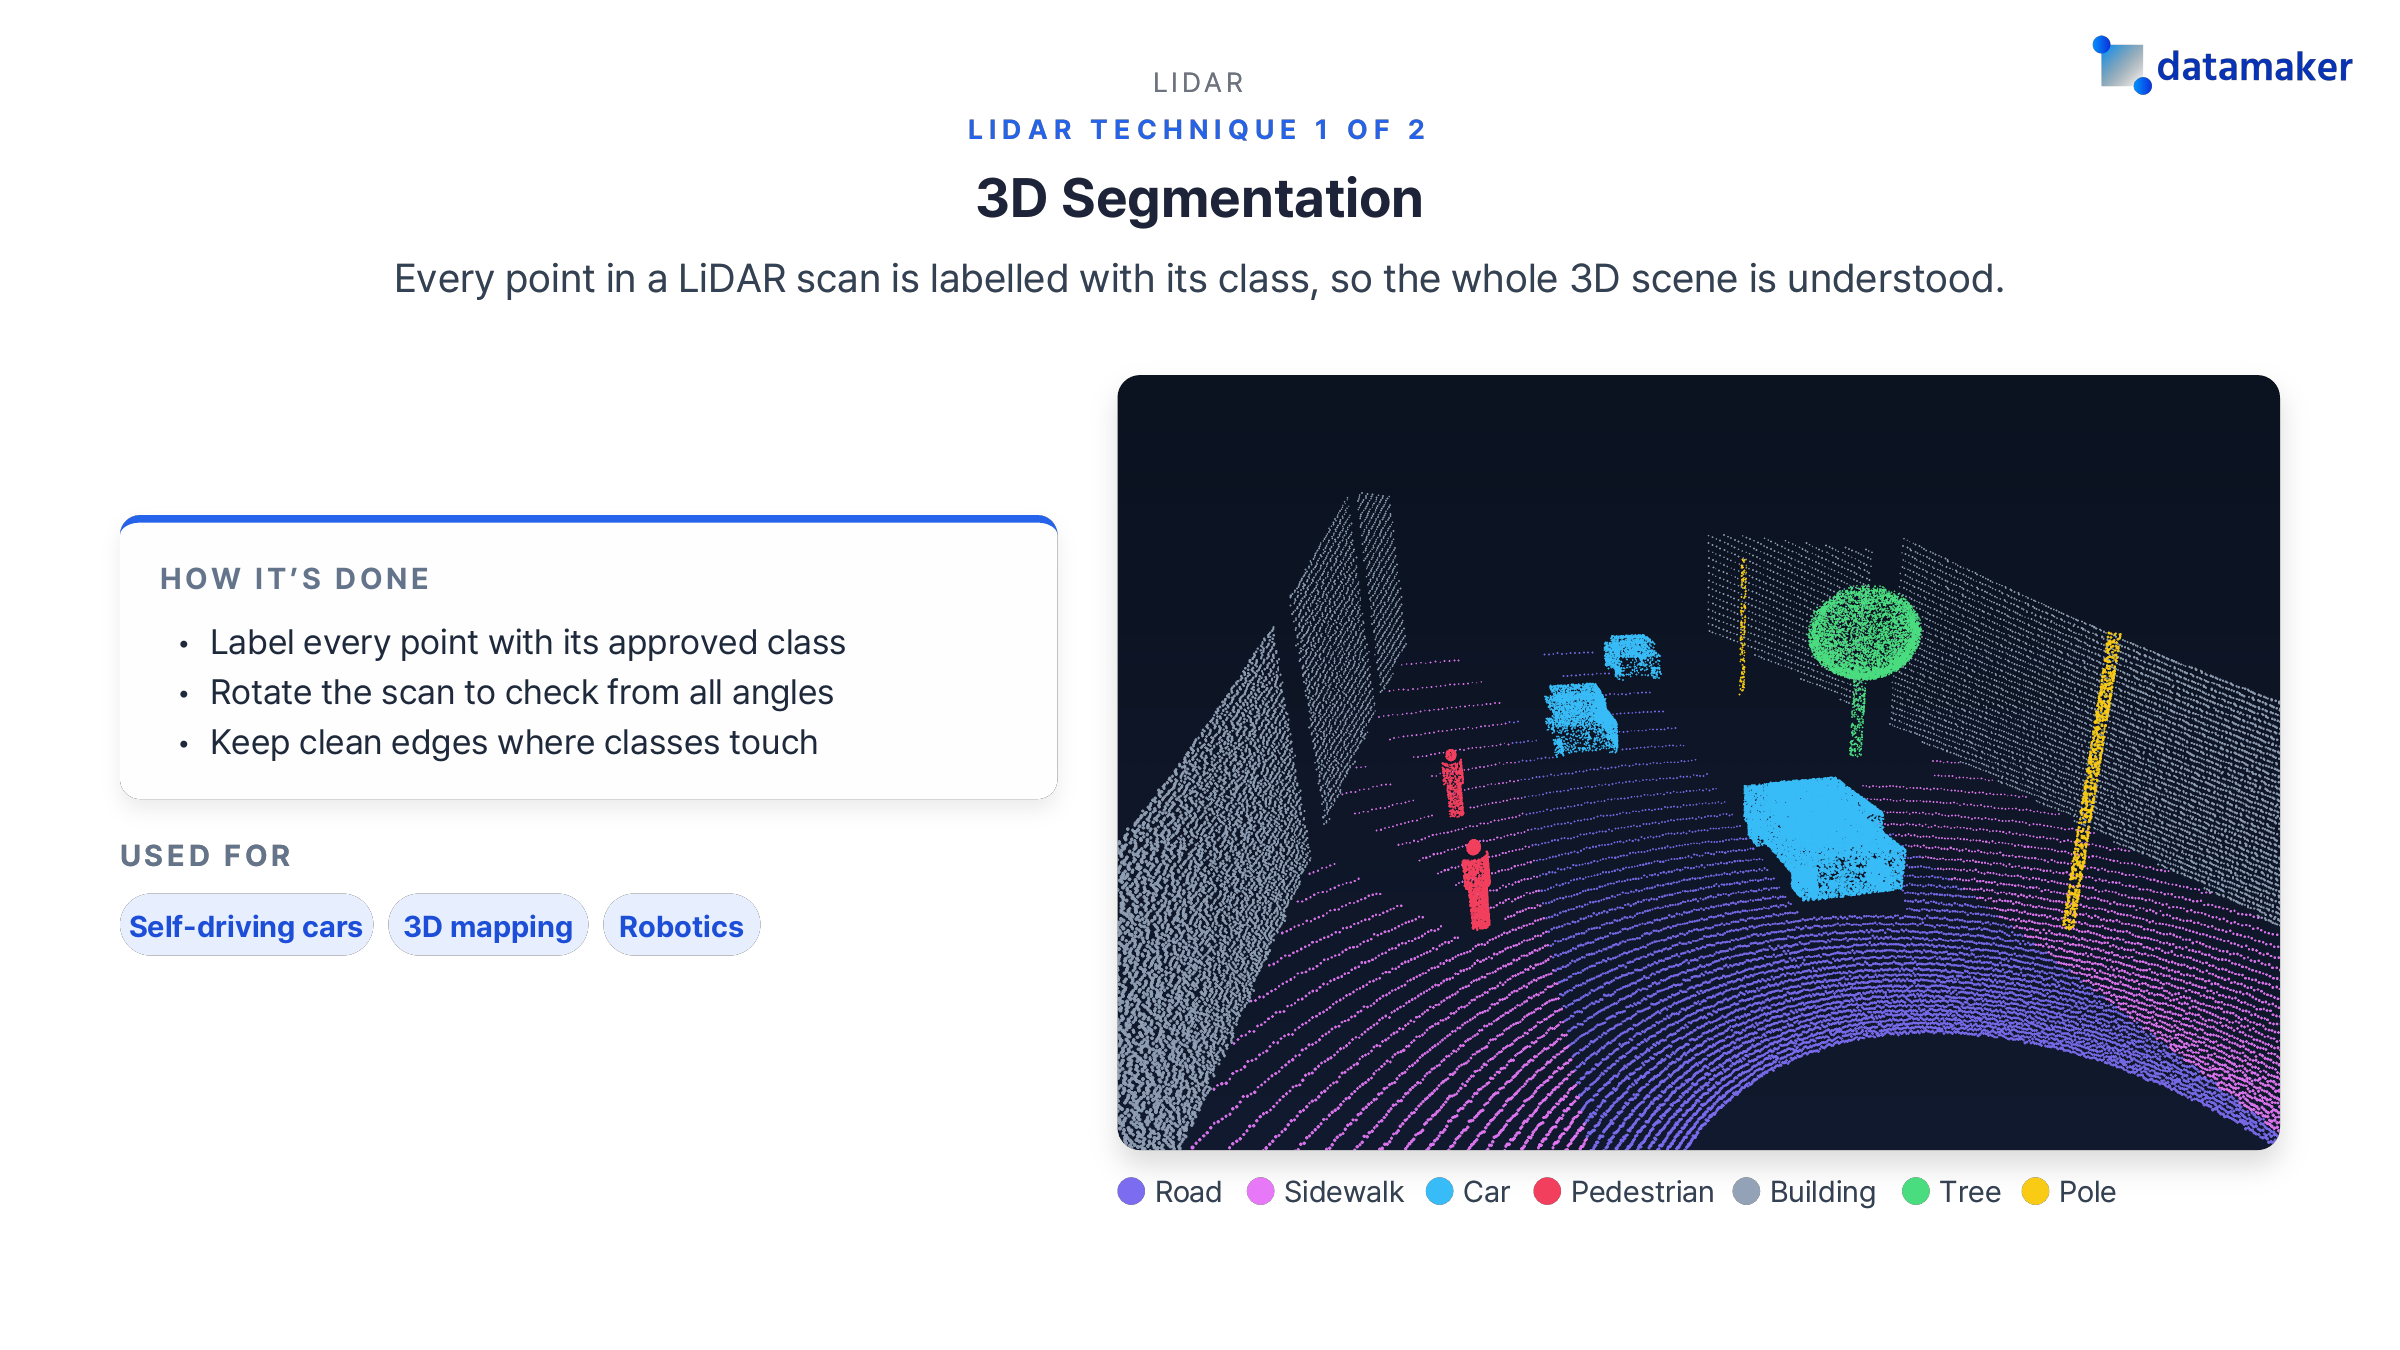 datamaker
LIDAR
LIDAR TECHNIQUE 1 OF 2
3D Segmentation
Every point in a LiDAR scan is labelled with its class, so the whole 3D scene is understood.
HOW IT’S DONE
• Label every point with its approved class
• Rotate the scan to check from all angles
• Keep clean edges where classes touch
USED FOR
Self-driving cars 3D mapping Robotics
Road Sidewalk Car Pedestrian Building Tree Pole